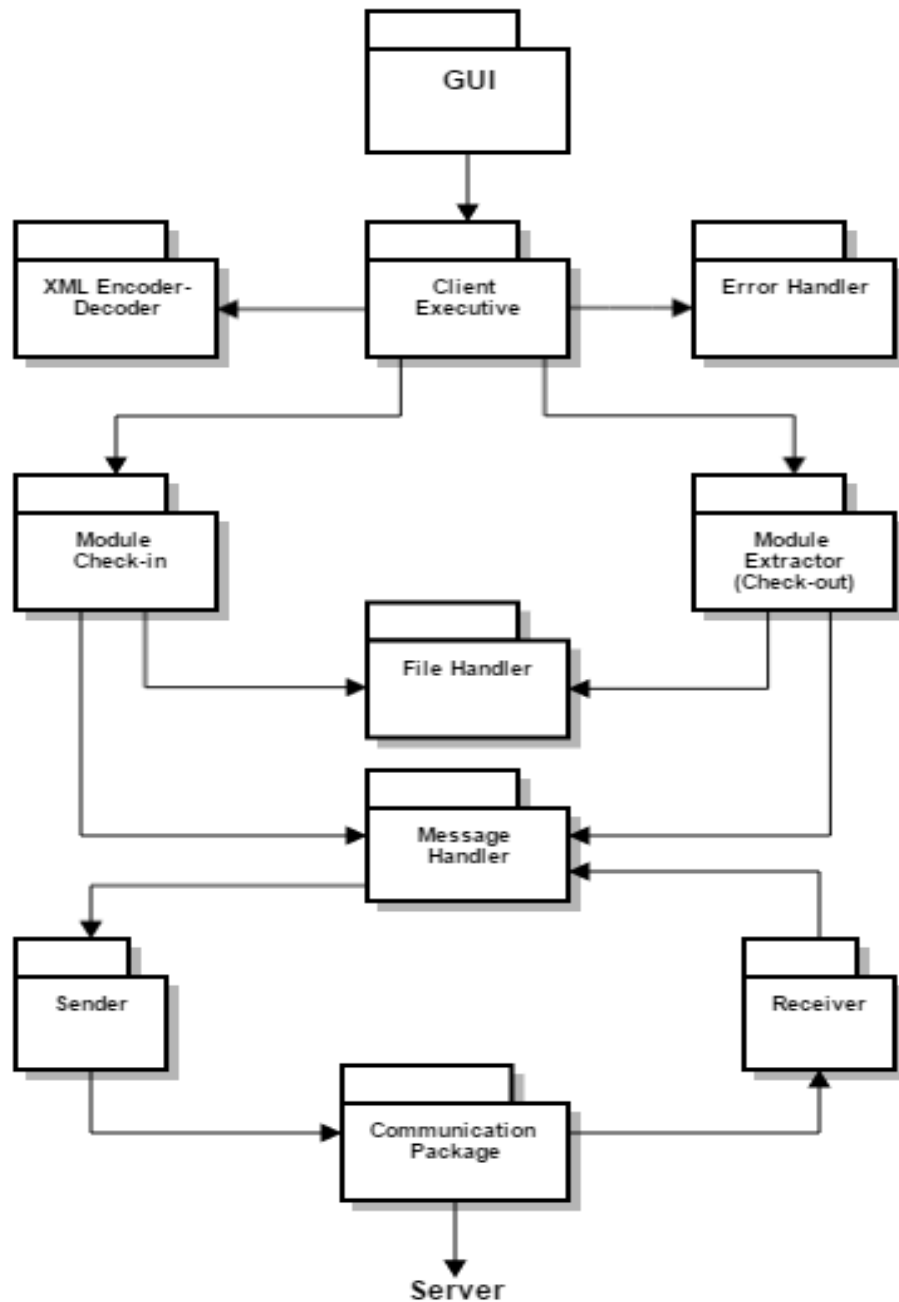 GUI
XML Encoder-
Decoder
Client
Executive
Error Handler
Module
Check-in
Module
Extractor
(Check-out)
File Handler
Message
Handler
Sender
Receiver
Communication
Package
Server